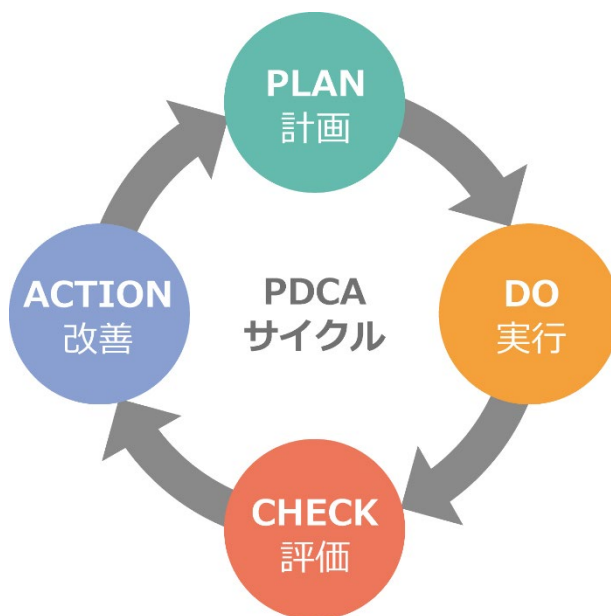 PLAN
計画
DO
実行
CHECK
評価
ACTION
改善
PDCA
サイクル